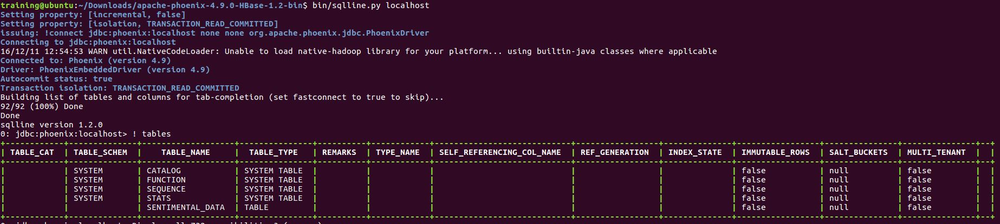 training@ubuntu:~/Downloads/apache-phoenix-4.9.0-HBase-1.2-bin$ bin/sqlline.py localhost
Setting property: [incremental, false]
Setting property: [isolation, TRANSACTION_READ_COMMITTED]
issuing: !connect jdbc:phoenix:localhost none none org.apache.phoenix.jdbc.PhoenixDriver
Connecting to jdbc:phoenix:localhost
16/12/11 12:54:53 WARN util.NativeCodeLoader: Unable to load native-hadoop library for your platform... using builtin-java classes where applicable
Connected to: Phoenix (version 4.9)
Driver: PhoenixEmbeddedDriver (version 4.9)
Autocommit status: true
Transaction isolation: TRANSACTION_READ_COMMITTED
Building list of tables and columns for tab-completion (set fastconnect to true to skip)...
92/92 (100%) Done
Done
sqlline version 1.2.0
0: jdbc:phoenix:localhost> ! tables
| TABLE_CAT | TABLE_SCHEM | TABLE_NAME | TABLE_TYPE | REMARKS | TYPE_NAME | SELF_REFERENCING_COL_NAME | REF_GENERATION | INDEX_STATE | IMMUTABLE_ROWS | SALT_BUCKETS | MULTI_TENANT | |
| | SYSTEM | CATALOG | SYSTEM TABLE | | | | | | false | null | false | |
| | SYSTEM | FUNCTION | SYSTEM TABLE | | | | | | false | null | false | |
| | SYSTEM | SEQUENCE | SYSTEM TABLE | | | | | | false | null | false | |
| | SYSTEM | STATS | SYSTEM TABLE | | | | | | false | null | false | |
| | | SENTIMENTAL_DATA | TABLE | | | | | | false | null | false | |